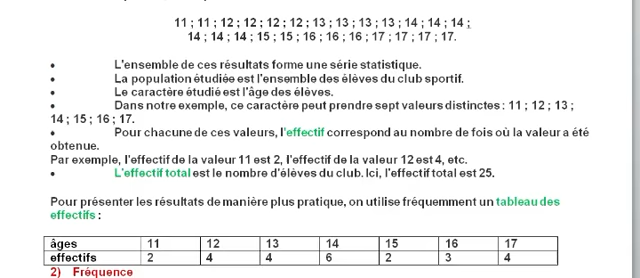 11 ; 11 ; 12 ; 12 ; 12 ; 12 ; 13 ; 13 ; 13 ; 13 ; 14 ; 14 ; 14 ;
14 ; 14 ; 14 ; 15 ; 15 ; 16 ; 16 ; 16 ; 17 ; 17 ; 17 ; 17.
• L'ensemble de ces résultats forme une série statistique.
• La population étudiée est l'ensemble des élèves du club sportif.
• Le caractère étudié est l'âge des élèves.
• Dans notre exemple, ce caractère peut prendre sept valeurs distinctes : 11 ; 12 ; 13 ;
14 ; 15 ; 16 ; 17.
• Pour chacune de ces valeurs, l'effectif correspond au nombre de fois où la valeur a été
obtenue.
Par exemple, l'effectif de la valeur 11 est 2, l'effectif de la valeur 12 est 4, etc.
• L'effectif total est le nombre d'élèves du club. Ici, l'effectif total est 25.
Pour présenter les résultats de manière plus pratique, on utilise fréquemment un tableau des
effectifs :
âges 11 12 13 14 15 16 17
effectifs 2 4 4 6 2 3 4
2) Fréquence